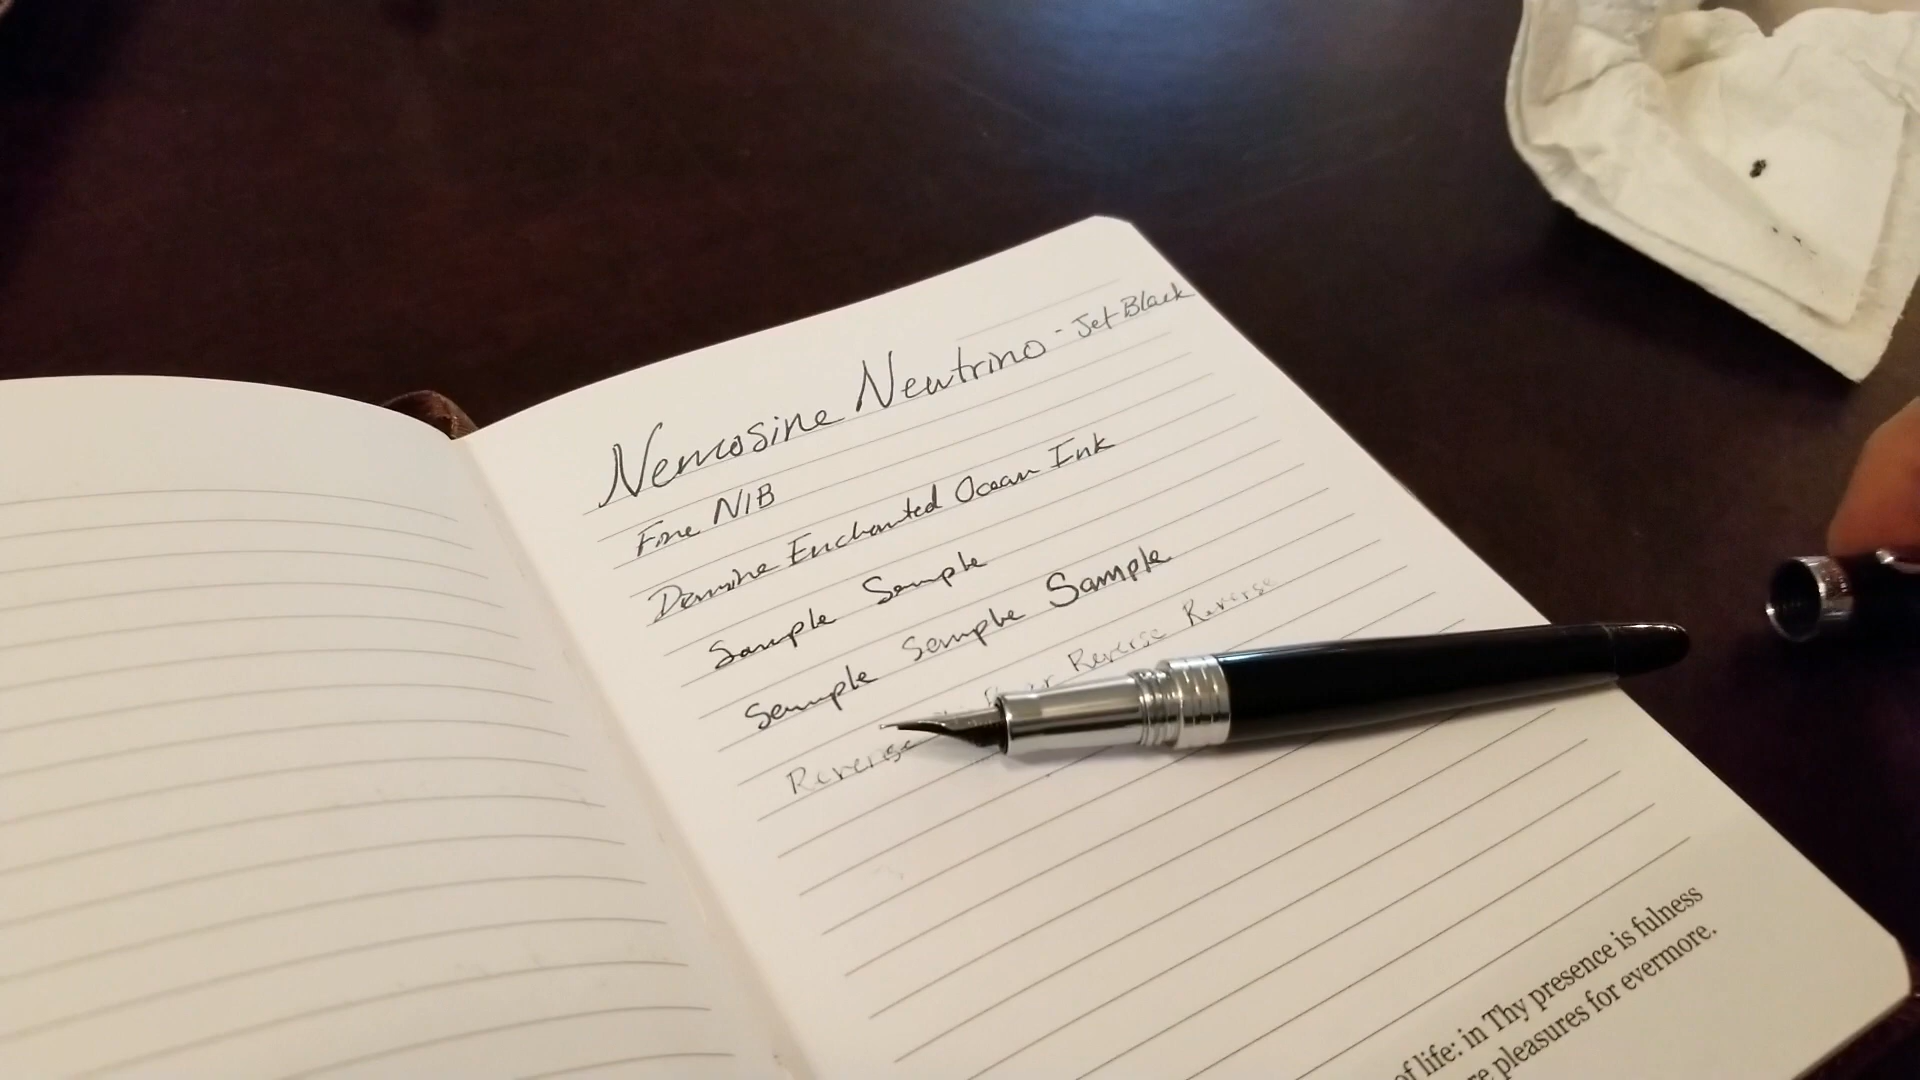 Nemosine Neutrino - Jet Black
Fine NIB
Diamine Enchanted Ocean Ink
Sample Sample
Sample Sample Sample
Reverse Reverse Reverse
of life: in Thy presence is fulness
pleasures for evermore.